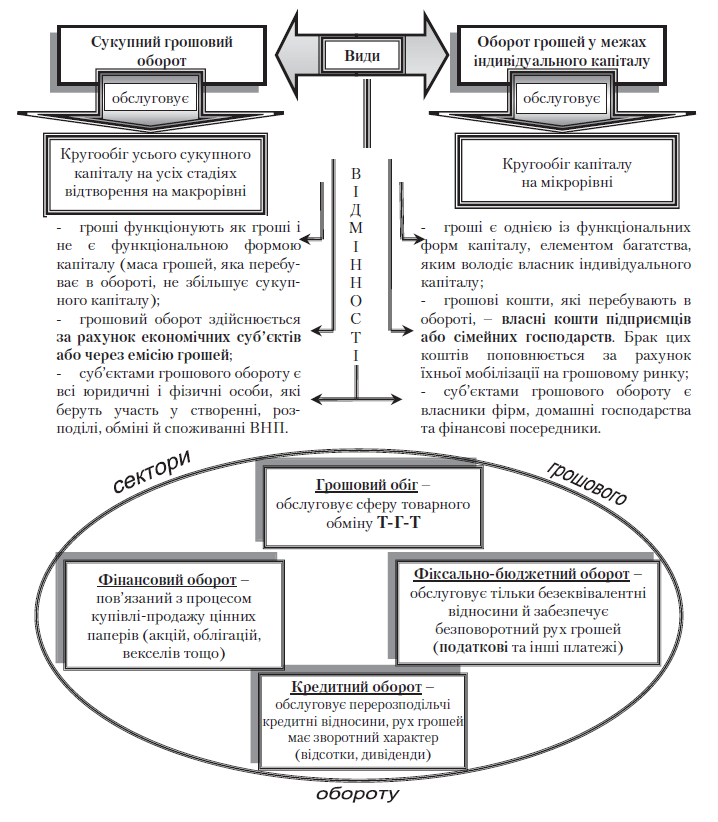 Сукупний грошовий
оборот
Види
Оборот грошей у межах
індивідуального капіталу
обслуговує
обслуговує
Кругообіг усього сукупного
капіталу на усіх стадіях
відтворення на макрорівні
Кругообіг капіталу
на мікрорівні
В
І
Д
М
І
Н
Н
О
С
Т
І
- гроші функціонують як гроші і
не є функціональною формою
капіталу (маса грошей, яка перебу-
ває в обороті, не збільшує сукуп-
ного капіталу);
- грошовий оборот здійснюється
за рахунок економічних суб’єктів
або через емісію грошей;
- суб’єктами грошового обороту є
всі юридичні і фізичні особи, які
беруть участь у створенні, роз-
поділі, обміні й споживанні ВНП.
- гроші є однією із функціональних
форм капіталу, елементом багатства,
яким володіє власник індивідуального
капіталу;
- грошові кошти, які перебувають в
обороті, – власні кошти підприємців
або сімейних господарств. Брак цих
коштів поповнюється за рахунок
їхньої мобілізації на грошовому ринку;
- суб’єктами грошового обороту є
власники фірм, домашні господарства
та фінансові посередники.
сектори
грошового
Грошовий обіг –
обслуговує сферу товарного
обміну Т-Г-Т
Фінансовий оборот –
пов’язаний з процесом
купівлі-продажу цінних
паперів (акцій, облігацій,
векселів тощо)
Фіксально-бюджетний оборот –
обслуговує тільки безеквівалентні
відносини й забезпечує
безповоротний рух грошей
(податкові та інші платежі)
Кредитний оборот –
обслуговує перерозподільчі
кредитні відносини, рух грошей
має зворотний характер
(відсотки, дивіденди)
обороту